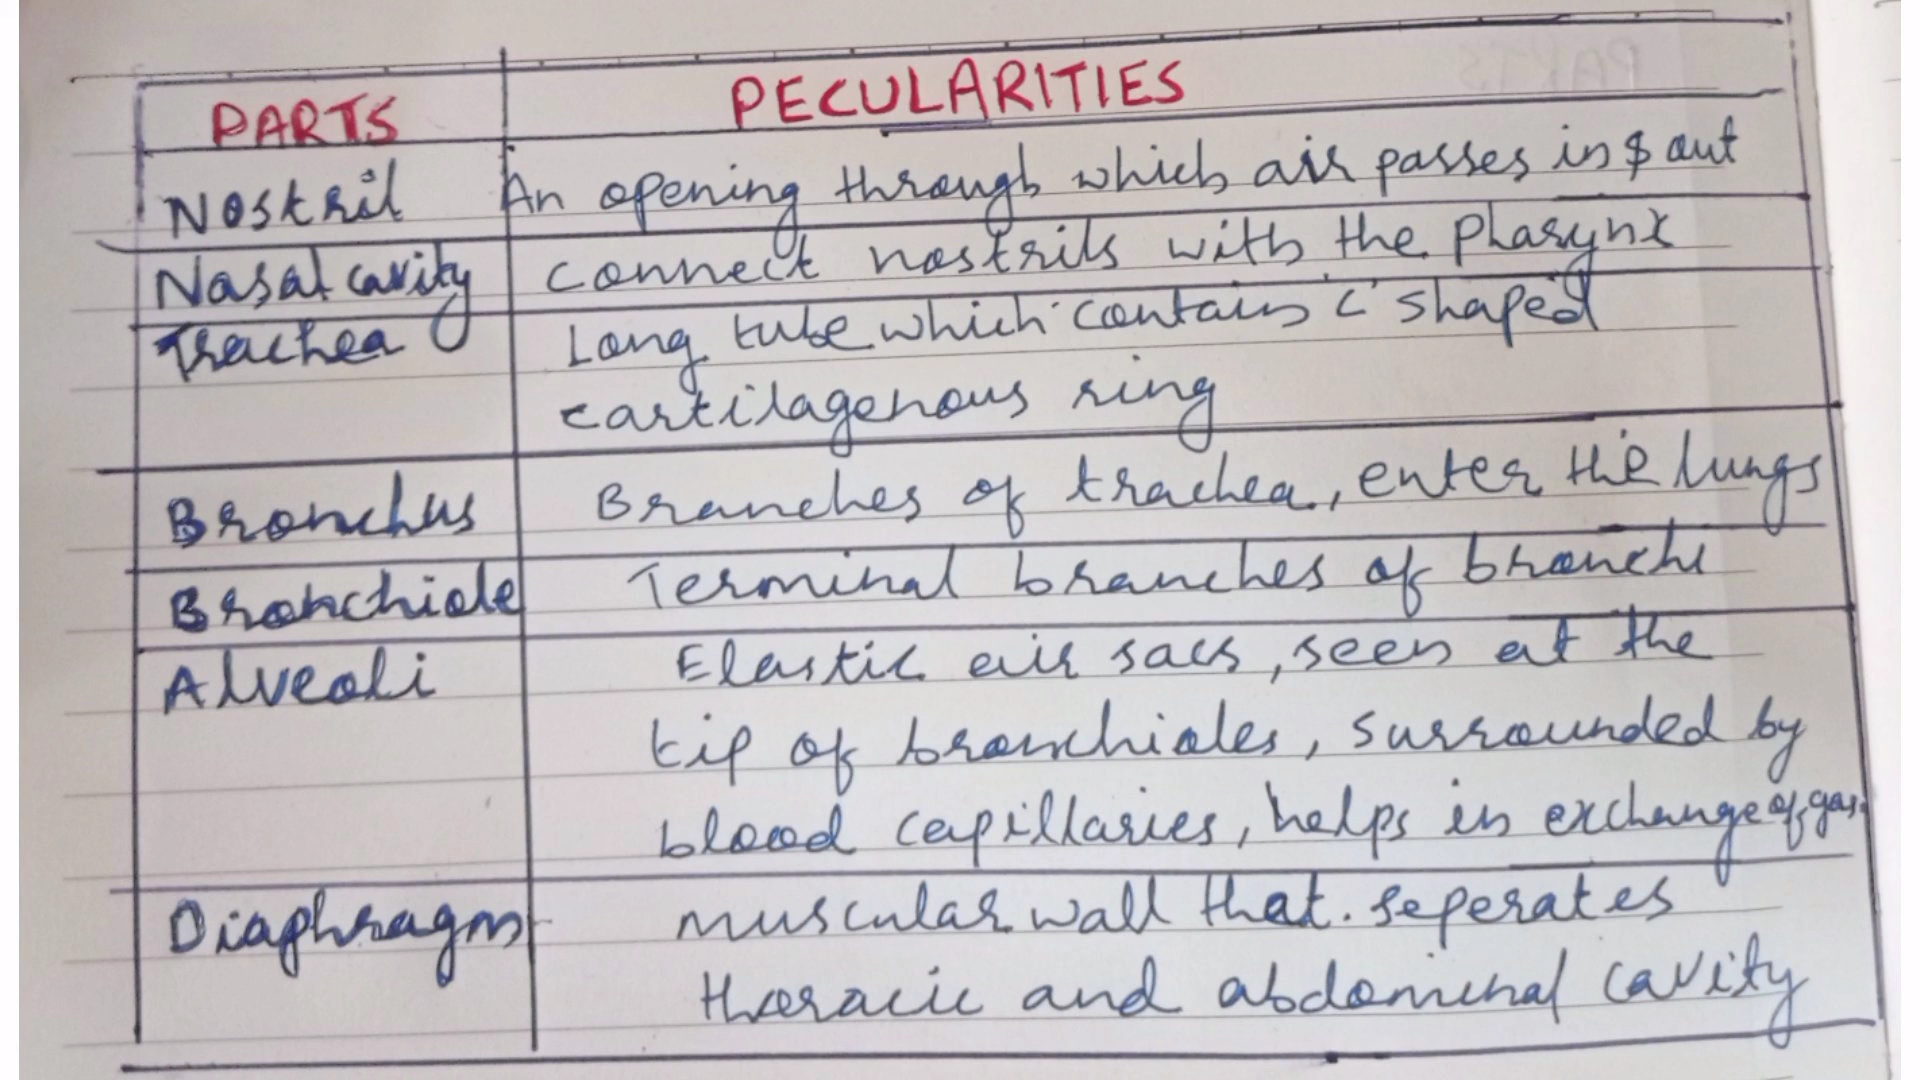 PARTS PECULARITIES
Nostril An opening through which air passes in & out
Nasal cavity connect nostrils with the Pharynx
Trachea Long tube which contains 'C' shaped
cartilagenous ring
Bronchus Branches of trachea, enter the lungs
Bronchiole Terminal branches of bronchi
Alveoli Elastic air sacs, seen at the
tip of bronchioles, surrounded by
blood capillaries, helps in exchange of gas.
Diaphragm muscular wall that seperates
thoracic and abdominal cavity